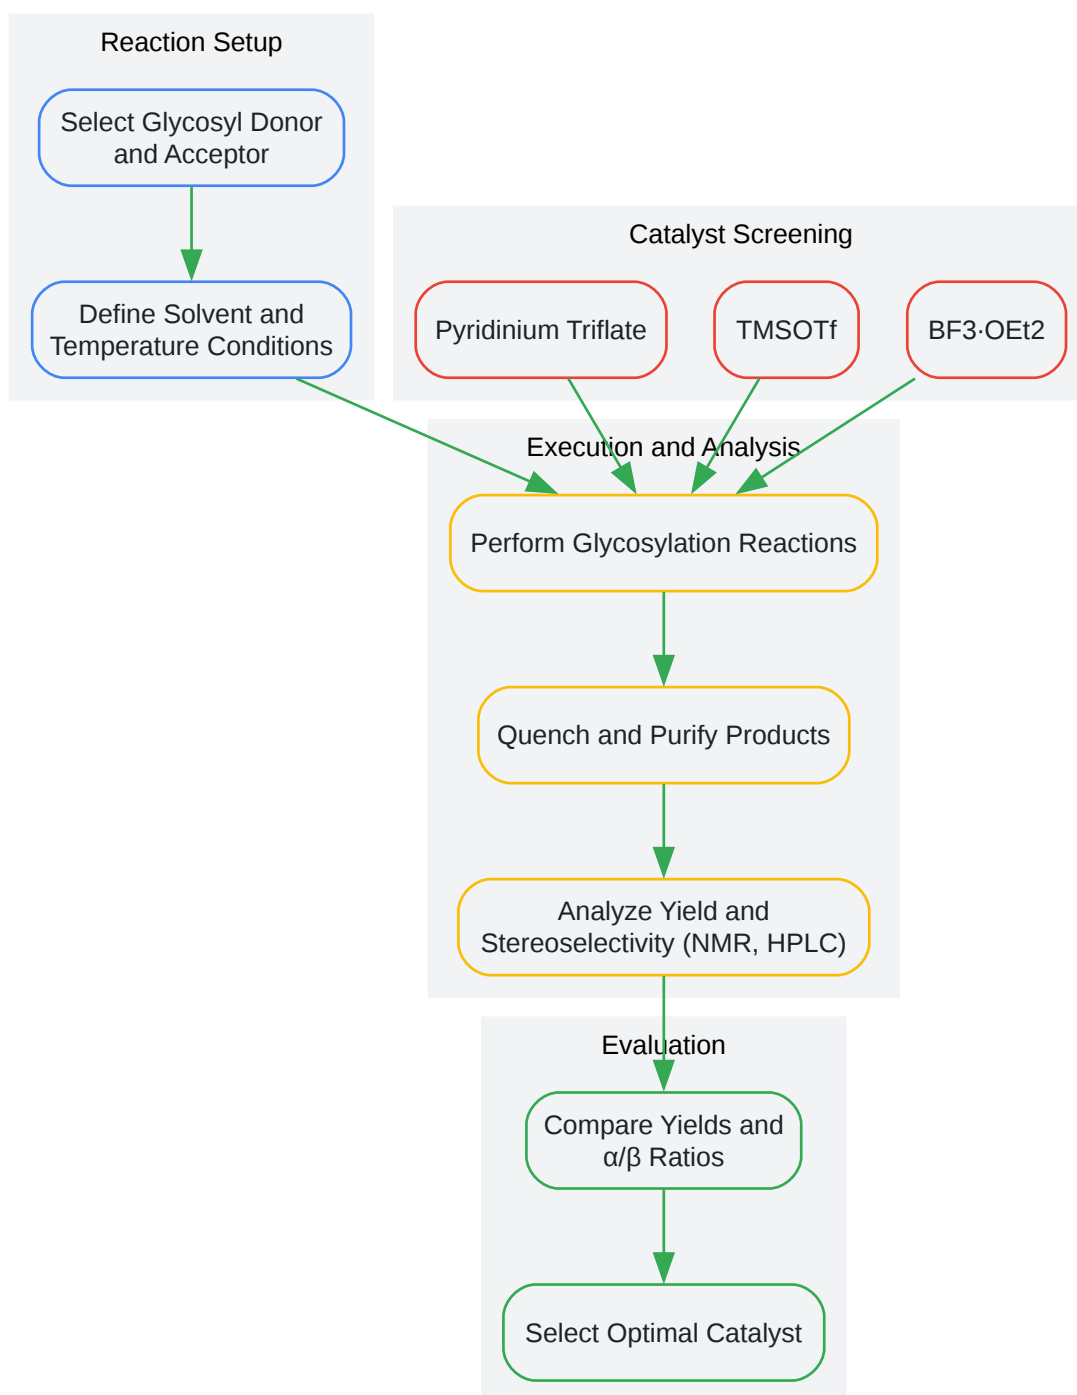 Reaction Setup
Select Glycosyl Donor
and Acceptor
Define Solvent and
Temperature Conditions
Catalyst Screening
Pyridinium Triflate
TMSOTf
BF3·OEt2
Execution and Analysis
Perform Glycosylation Reactions
Quench and Purify Products
Analyze Yield and
Stereoselectivity (NMR, HPLC)
Evaluation
Compare Yields and
α/β Ratios
Select Optimal Catalyst